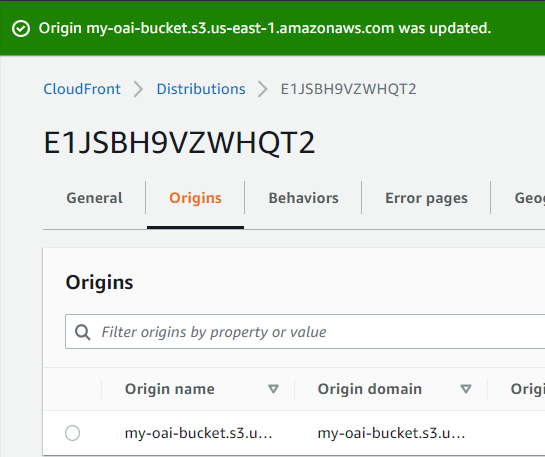 Origin my-oai-bucket.s3.us-east-1.amazonaws.com was updated.
CloudFront > Distributions > E1JSBH9VZWHQT2
E1JSBH9VZWHQT2
General Origins Behaviors Error pages Geog
Origins
Filter origins by property or value
Origin name Origin domain Origi
my-oai-bucket.s3.u... my-oai-bucket.s3.u...